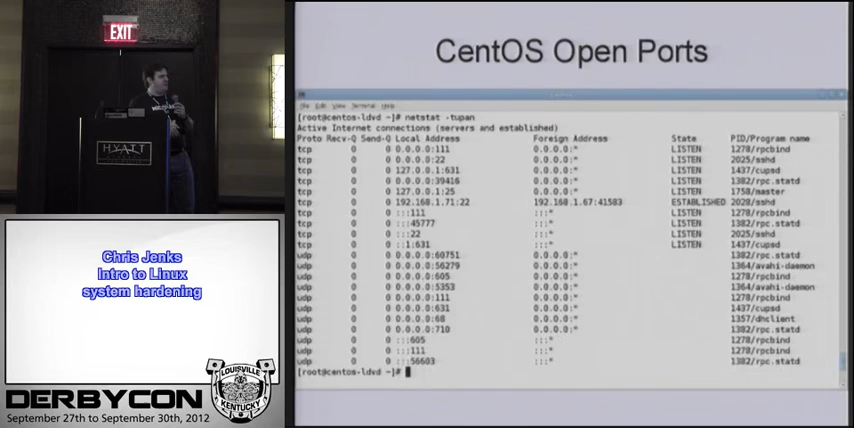 EXIT
HYATT
Chris Jenks
Intro to Linux
system hardening
DERBYCON
September 27th to September 30th, 2012
LOUISVILLE
KENTUCKY
CentOS Open Ports
File Edit View Terminal Help
[root@centos-ldvd ~]# netstat -tupan
Active Internet connections (servers and established)
Proto Recv-Q Send-Q Local Address Foreign Address State PID/Program name
tcp 0 0 0.0.0.0:111 0.0.0.0:* LISTEN 1278/rpcbind
tcp 0 0 0.0.0.0:22 0.0.0.0:* LISTEN 2025/sshd
tcp 0 0 127.0.0.1:631 0.0.0.0:* LISTEN 1437/cupsd
tcp 0 0 0.0.0.0:39416 0.0.0.0:* LISTEN 1382/rpc.statd
tcp 0 0 127.0.0.1:25 0.0.0.0:* LISTEN 1758/master
tcp 0 0 192.168.1.71:22 192.168.1.67:41583 ESTABLISHED 2028/sshd
tcp 0 0 :::111 :::* LISTEN 1278/rpcbind
tcp 0 0 :::45777 :::* LISTEN 1382/rpc.statd
tcp 0 0 :::22 :::* LISTEN 2025/sshd
tcp 0 0 ::1:631 :::* LISTEN 1437/cupsd
udp 0 0 0.0.0.0:60751 0.0.0.0:* 1382/rpc.statd
udp 0 0 0.0.0.0:56279 0.0.0.0:* 1364/avahi-daemon
udp 0 0 0.0.0.0:605 0.0.0.0:* 1278/rpcbind
udp 0 0 0.0.0.0:5353 0.0.0.0:* 1364/avahi-daemon
udp 0 0 0.0.0.0:111 0.0.0.0:* 1278/rpcbind
udp 0 0 0.0.0.0:631 0.0.0.0:* 1437/cupsd
udp 0 0 0.0.0.0:68 0.0.0.0:* 1357/dhclient
udp 0 0 0.0.0.0:710 0.0.0.0:* 1382/rpc.statd
udp 0 0 :::605 :::* 1278/rpcbind
udp 0 0 :::111 :::* 1278/rpcbind
udp 0 0 :::56603 :::* 1382/rpc.statd
[root@centos-ldvd ~]#